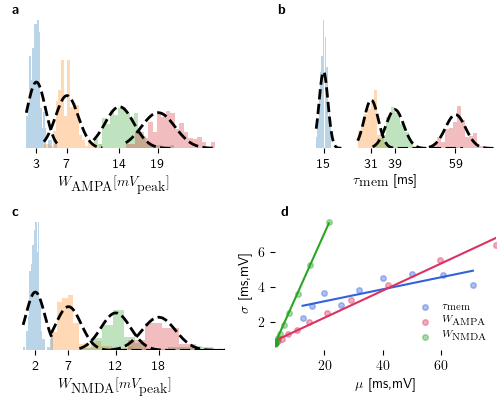 a
3 7 14 19
W_AMPA[mV_peak]
b
15 31 39 59
τ_mem [ms]
c
2 7 12 18
W_NMDA[mV_peak]
d
σ [ms,mV]
6
4
2
20 40 60
μ [ms,mV]
τ_mem
W_AMPA
W_NMDA